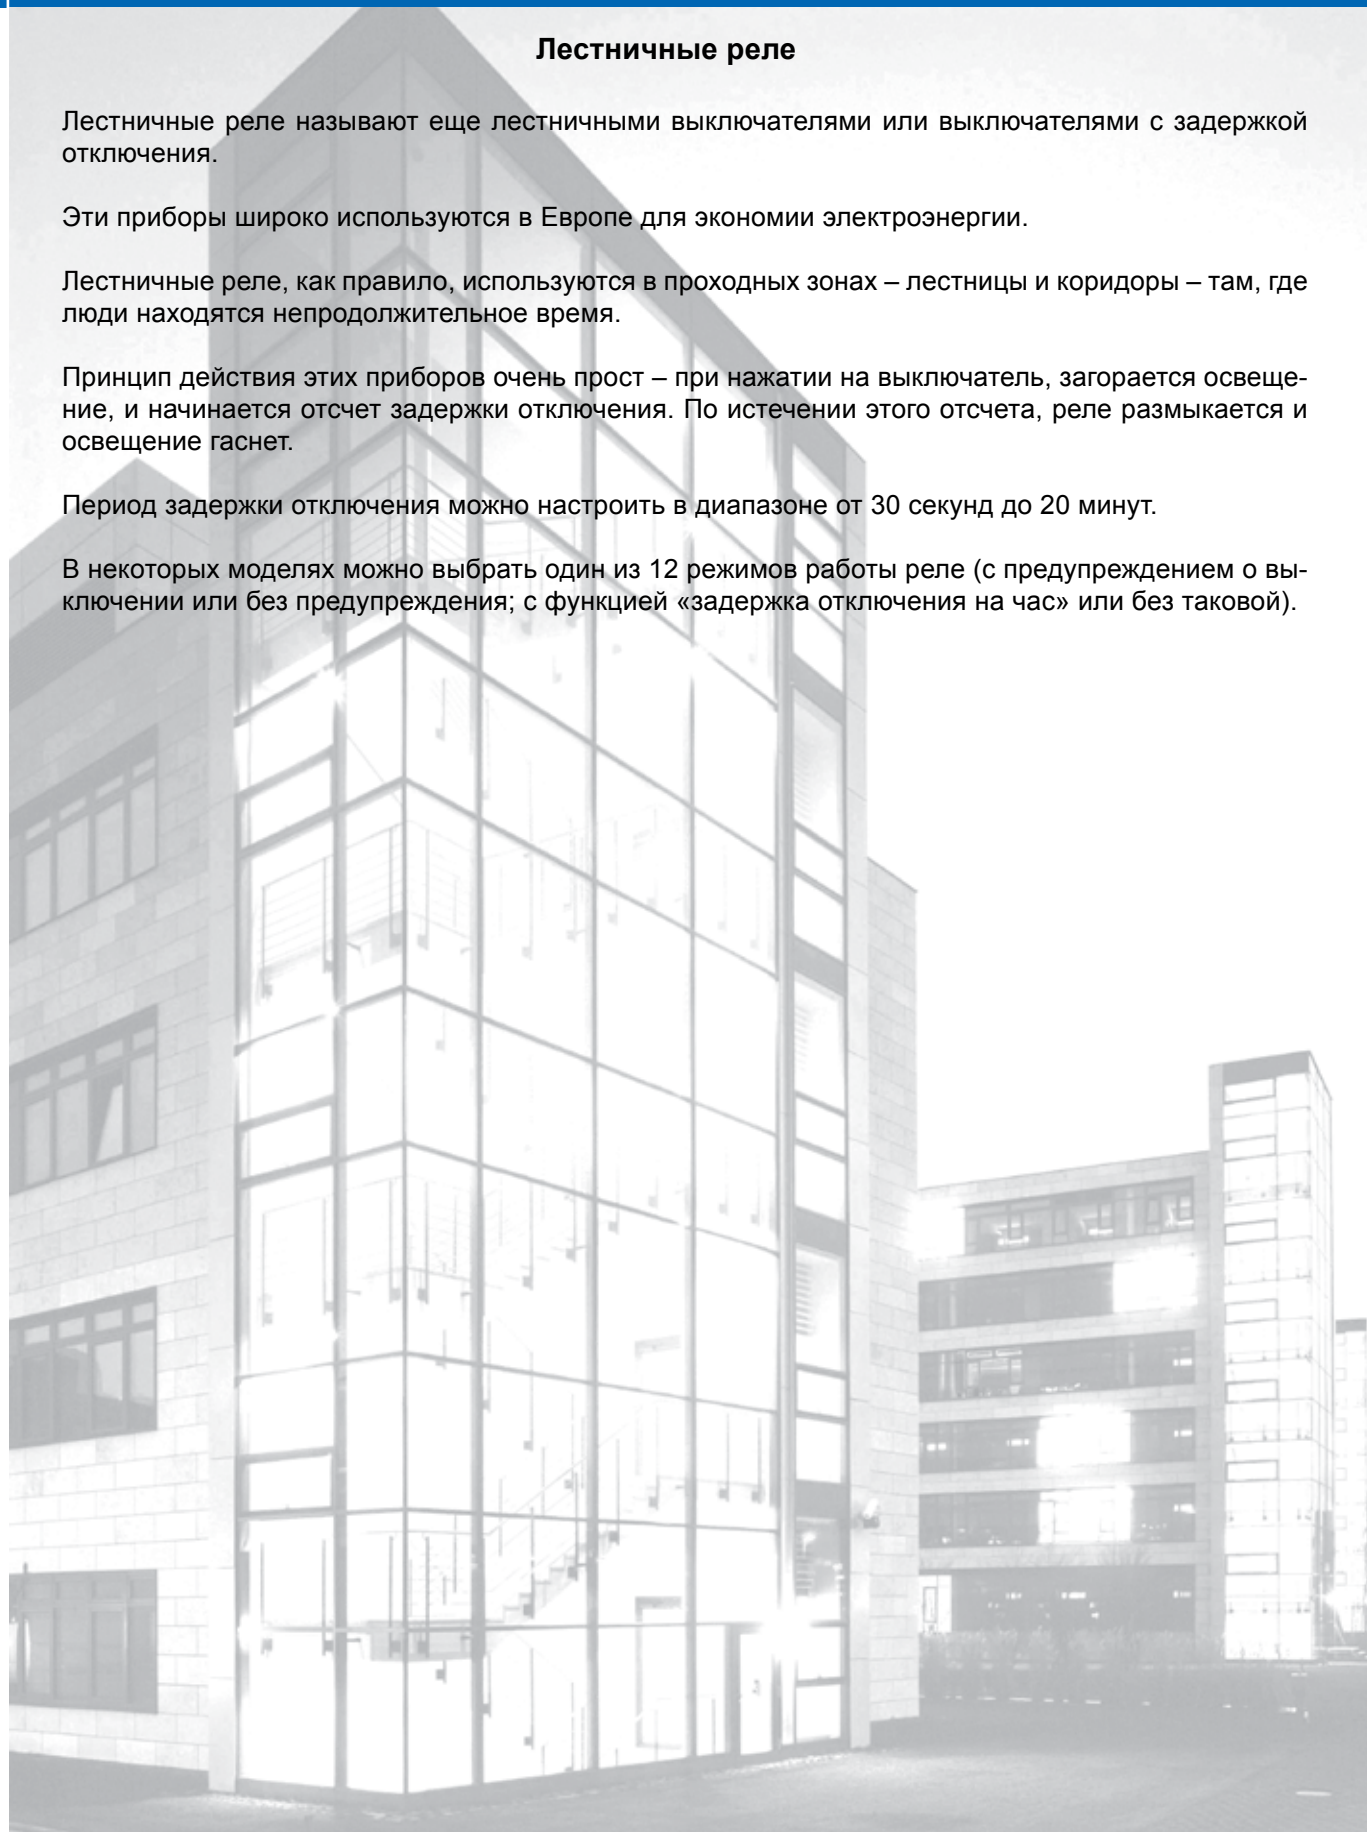 Лестничные реле
Лестничные реле называют еще лестничными выключателями или выключателями с задержкой
отключения.
Эти приборы широко используются в Европе для экономии электроэнергии.
Лестничные реле, как правило, используются в проходных зонах – лестницы и коридоры – там, где
люди находятся непродолжительное время.
Принцип действия этих приборов очень прост – при нажатии на выключатель, загорается освеще-
ние, и начинается отсчет задержки отключения. По истечении этого отсчета, реле размыкается и
освещение гаснет.
Период задержки отключения можно настроить в диапазоне от 30 секунд до 20 минут.
В некоторых моделях можно выбрать один из 12 режимов работы реле (с предупреждением о вы-
ключении или без предупреждения; с функцией «задержка отключения на час» или без таковой).